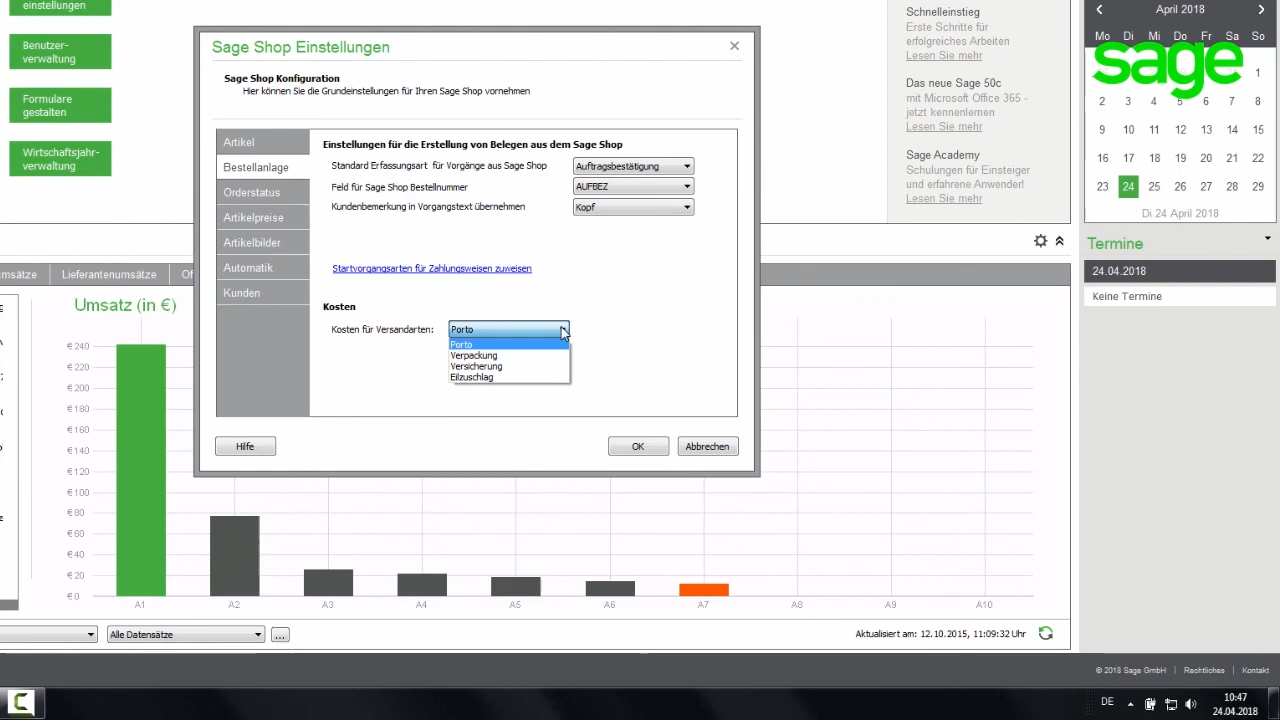 einstellungen
Benutzer-
verwaltung
Formulare
gestalten
Wirtschaftsjahr-
verwaltung
Sage Shop Einstellungen
Sage Shop Konfiguration
Hier können Sie die Grundeinstellungen für Ihren Sage Shop vornehmen
Artikel
Bestellanlage
Orderstatus
Artikelpreise
Artikelbilder
Automatik
Kunden
Einstellungen für die Erstellung von Belegen aus dem Sage Shop
Standard Erfassungsart für Vorgänge aus Sage Shop Auftragsbestätigung
Feld für Sage Shop Bestellnummer AUFBEZ
Kundenbemerkung in Vorgangstext übernehmen Kopf
Startvorgangsarten für Zahlungsweisen zuweisen
Kosten
Kosten für Versandarten: Porto
Porto
Verpackung
Versicherung
Eilzuschlag
Hilfe OK Abbrechen
Schnelleinstieg
Erste Schritte für
erfolgreiches Arbeiten
Lesen Sie mehr
Das neue Sage 50c
mit Microsoft Office 365 -
jetzt kennenlernen
Lesen Sie mehr
Sage Academy
Schulungen für Einsteiger
und erfahrene Anwender!
Lesen Sie mehr
April 2018
Mo Di Mi Do Fr Sa So
sage
1
2 3 4 5 6 7 8
9 10 11 12 13 14 15
16 17 18 19 20 21 22
23 24 25 26 27 28 29
Di 24 April 2018
Termine
24.04.2018
Keine Termine
msätze Lieferantenumsätze Of
Umsatz (in €)
€ 240
€ 220
€ 200
€ 180
€ 160
€ 140
€ 120
€ 100
€ 80
€ 60
€ 40
€ 20
€ 0
A1 A2 A3 A4 A5 A6 A7 A8 A9 A10
Alle Datensätze ...
Aktualisiert am: 12.10.2015, 11:09:32 Uhr
© 2018 Sage GmbH | Rechtliches | Kontakt
DE
10:47
24.04.2018